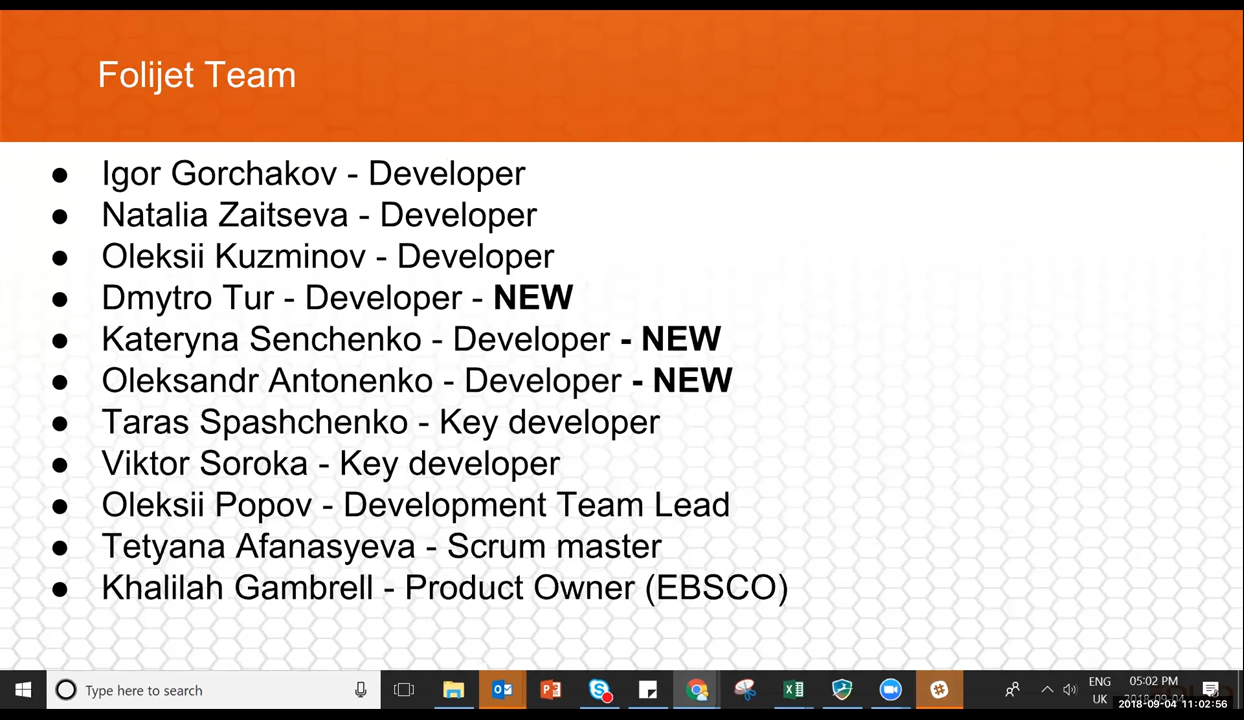 Folijet Team
● Igor Gorchakov - Developer
● Natalia Zaitseva - Developer
● Oleksii Kuzminov - Developer
● Dmytro Tur - Developer - NEW
● Kateryna Senchenko - Developer - NEW
● Oleksandr Antonenko - Developer - NEW
● Taras Spashchenko - Key developer
● Viktor Soroka - Key developer
● Oleksii Popov - Development Team Lead
● Tetyana Afanasyeva - Scrum master
● Khalilah Gambrell - Product Owner (EBSCO)
Type here to search
ENG
UK
05:02 PM
2018-09-04
2018-09-04 11:02:56